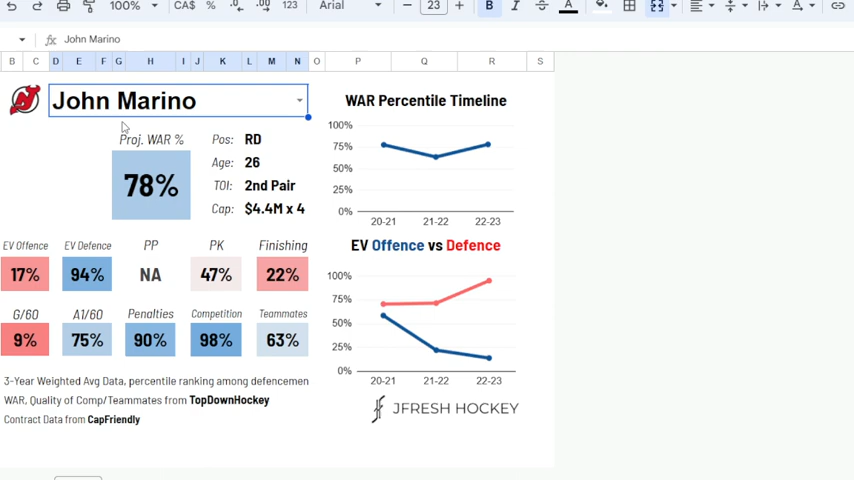 100% CA$ % .0 .00 123 Arial 23 B I S A
fx John Marino
B C D E F G H I J K L M N O P Q R S
John Marino
Proj. WAR %
78%
Pos: RD
Age: 26
TOI: 2nd Pair
Cap: $4.4M x 4
EV Offence EV Defence PP PK Finishing
17% 94% NA 47% 22%
G/60 A1/60 Penalties Competition Teammates
9% 75% 90% 98% 63%
3-Year Weighted Avg Data, percentile ranking among defencemen
WAR, Quality of Comp/Teammates from TopDownHockey
Contract Data from CapFriendly
WAR Percentile Timeline
100%
75%
50%
25%
0%
20-21 21-22 22-23
EV Offence vs Defence
100%
75%
50%
25%
0%
20-21 21-22 22-23
JFRESH HOCKEY